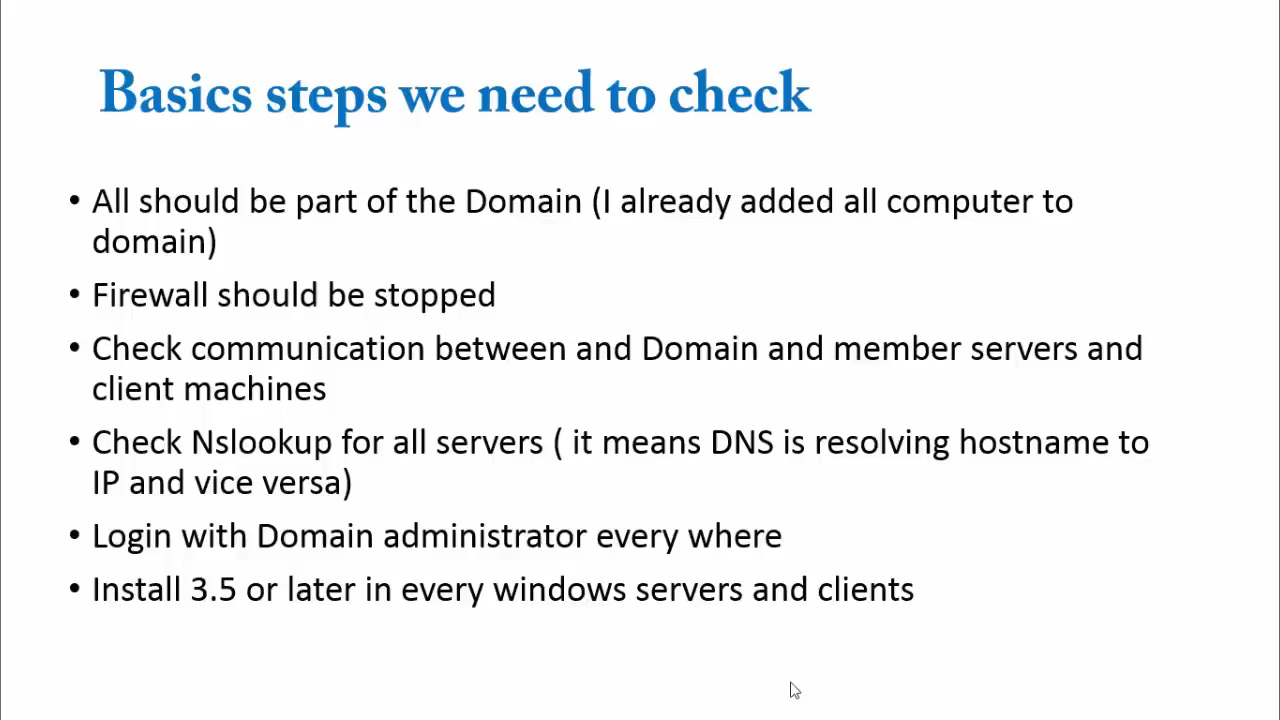 Basics steps we need to check
• All should be part of the Domain (I already added all computer to
domain)
• Firewall should be stopped
• Check communication between and Domain and member servers and
client machines
• Check Nslookup for all servers ( it means DNS is resolving hostname to
IP and vice versa)
• Login with Domain administrator every where
• Install 3.5 or later in every windows servers and clients